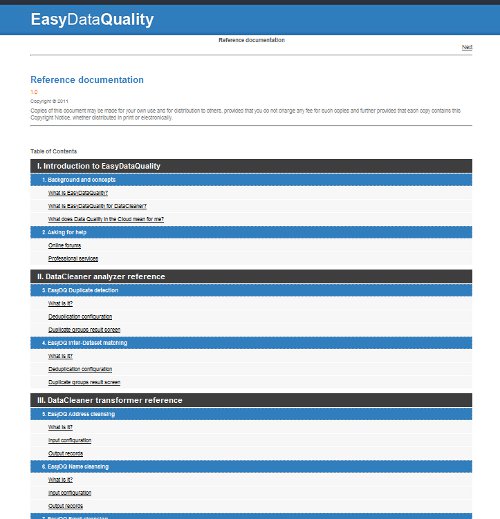 EasyDataQuality
Reference documentation
Next
Reference documentation
1.0
Copyright © 2011
Copies of this document may be made for your own use and for distribution to others, provided that you do not charge any fee for such copies and further provided that each copy contains this
Copyright Notice, whether distributed in print or electronically.
Table of Contents
I. Introduction to EasyDataQuality
1. Background and concepts
What is EasyDataQuality?
What is EasyDataQuality for DataCleaner?
What does Data Quality in the Cloud mean for me?
2. Asking for help
Online forums
Professional services
II. DataCleaner analyzer reference
3. EasyDQ Duplicate detection
What is it?
Deduplication configuration
Duplicate groups result screen
4. EasyDQ Inter-Dataset matching
What is it?
Deduplication configuration
Duplicate groups result screen
III. DataCleaner transformer reference
5. EasyDQ Address cleansing
What is it?
Input configuration
Output records
6. EasyDQ Name cleansing
What is it?
Input configuration
Output records